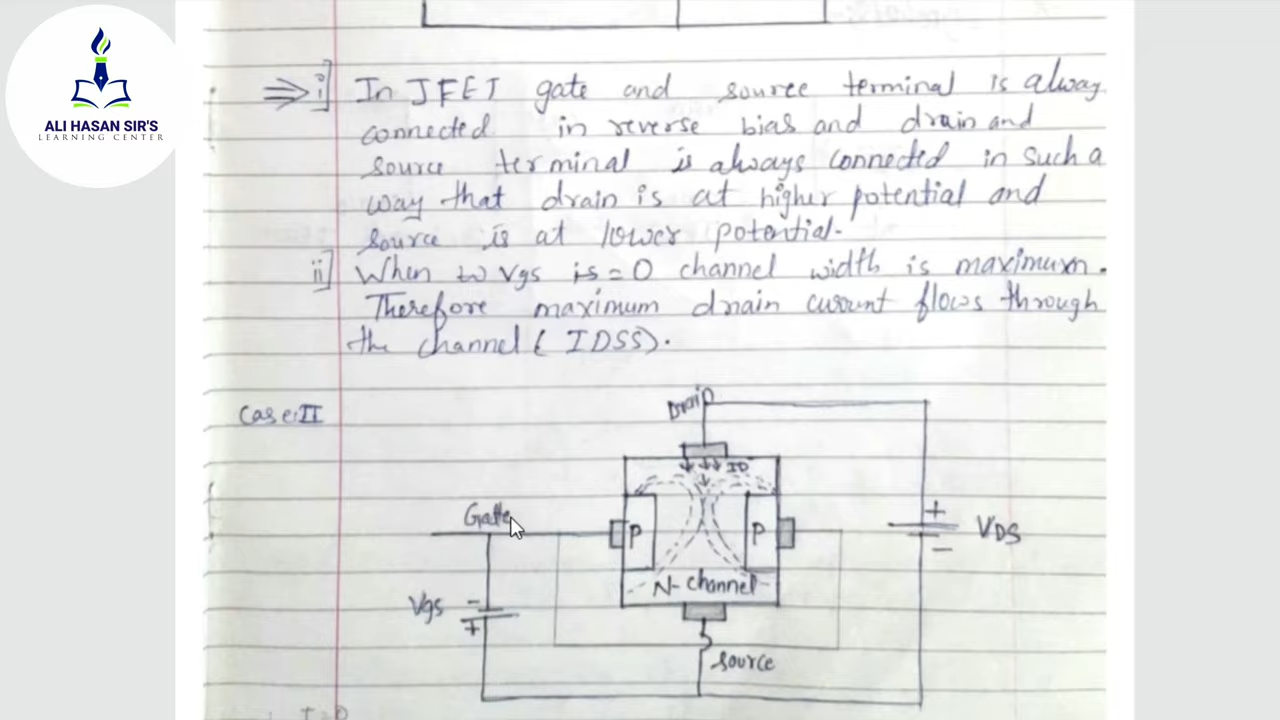 ALI HASAN SIR'S
LEARNING CENTER
⇒ i] In JFET gate and source terminal is alway
connected in reverse bias and drain and
source terminal is always connected in such a
way that drain is at higher potential and
source is at lower potential.
ii] When Vgs is = 0 channel width is maximum.
Therefore maximum drain current flows through
the channel ( IDSS).
Case:II
Drain
ID
Gate
P
P
+
VDS
-
N- channel
Vgs
-
+
source